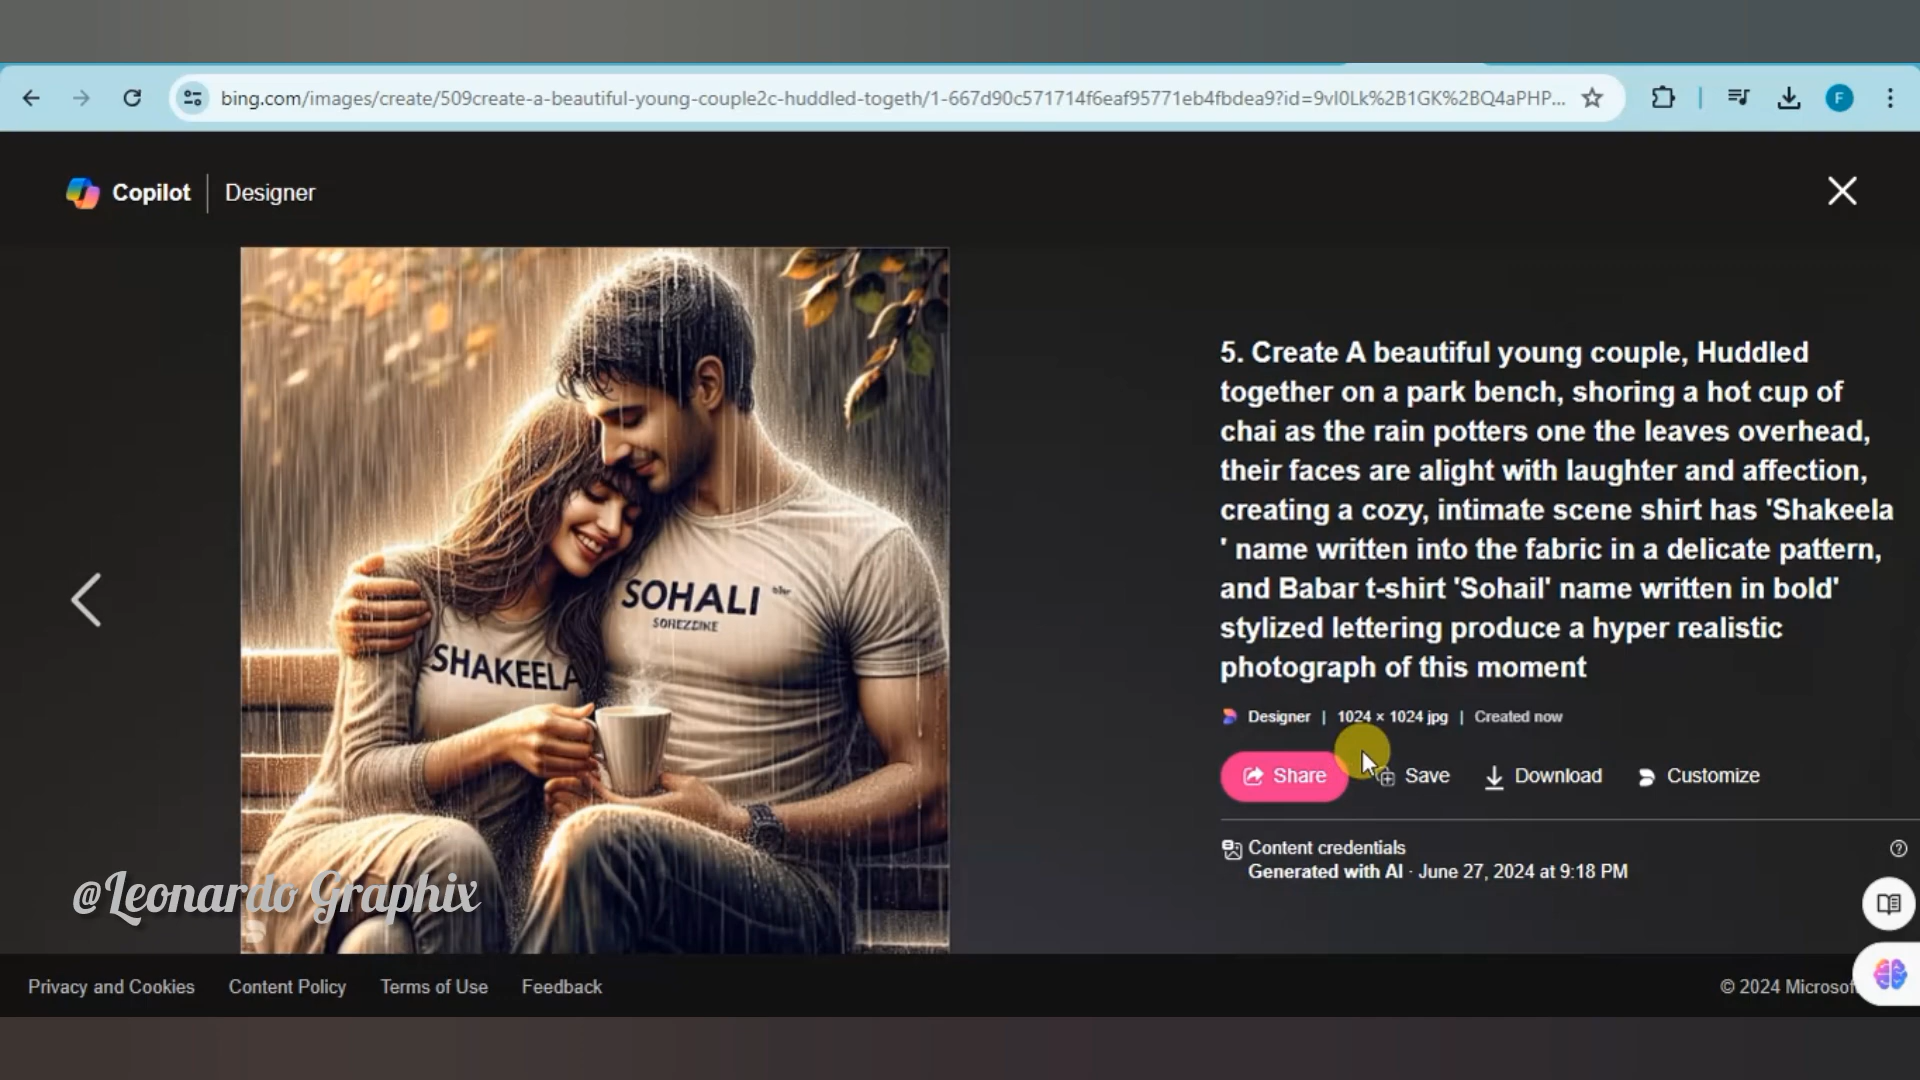 bing.com/images/create/509create-a-beautiful-young-couple2c-huddled-togeth/1-667d90c571714f6eaf95771eb4fbdea9?id=9vI0Lk%2B1GK%2BQ4aPHP...
F
Copilot | Designer
5. Create A beautiful young couple, Huddled
together on a park bench, shoring a hot cup of
chai as the rain potters one the leaves overhead,
their faces are alight with laughter and affection,
creating a cozy, intimate scene shirt has 'Shakeela
' name written into the fabric in a delicate pattern,
and Babar t-shirt 'Sohail' name written in bold'
stylized lettering produce a hyper realistic
photograph of this moment
SOHALI
SOHEZZIKE
SHAKEELA
Designer | 1024 × 1024 jpg | Created now
Share Save Download Customize
Content credentials
Generated with AI · June 27, 2024 at 9:18 PM
@Leonardo Graphix
Privacy and Cookies Content Policy Terms of Use Feedback
© 2024 Microsoft